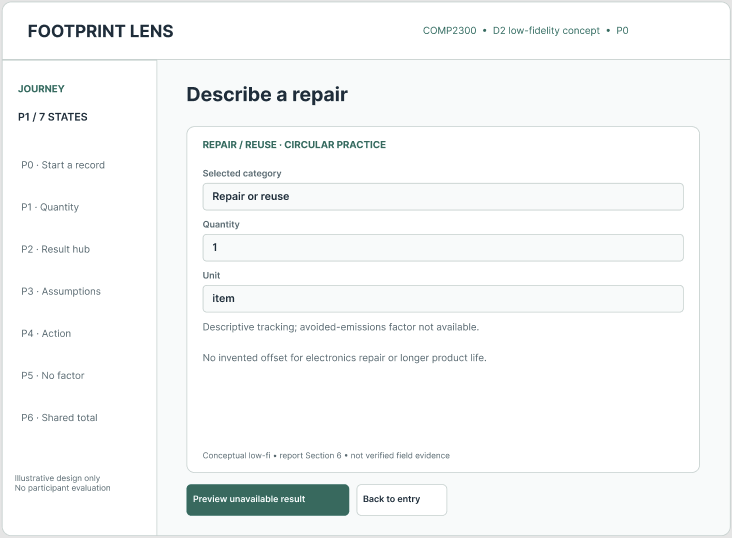 FOOTPRINT LENS
COMP2300 • D2 low-fidelity concept • P0
JOURNEY
P1 / 7 STATES
P0 · Start a record
P1 · Quantity
P2 · Result hub
P3 · Assumptions
P4 · Action
P5 · No factor
P6 · Shared total
Illustrative design only
No participant evaluation
Describe a repair
REPAIR / REUSE · CIRCULAR PRACTICE
Selected category
Repair or reuse
Quantity
1
Unit
item
Descriptive tracking; avoided-emissions factor not available.
No invented offset for electronics repair or longer product life.
Conceptual low-fi • report Section 6 • not verified field evidence
Preview unavailable result
Back to entry